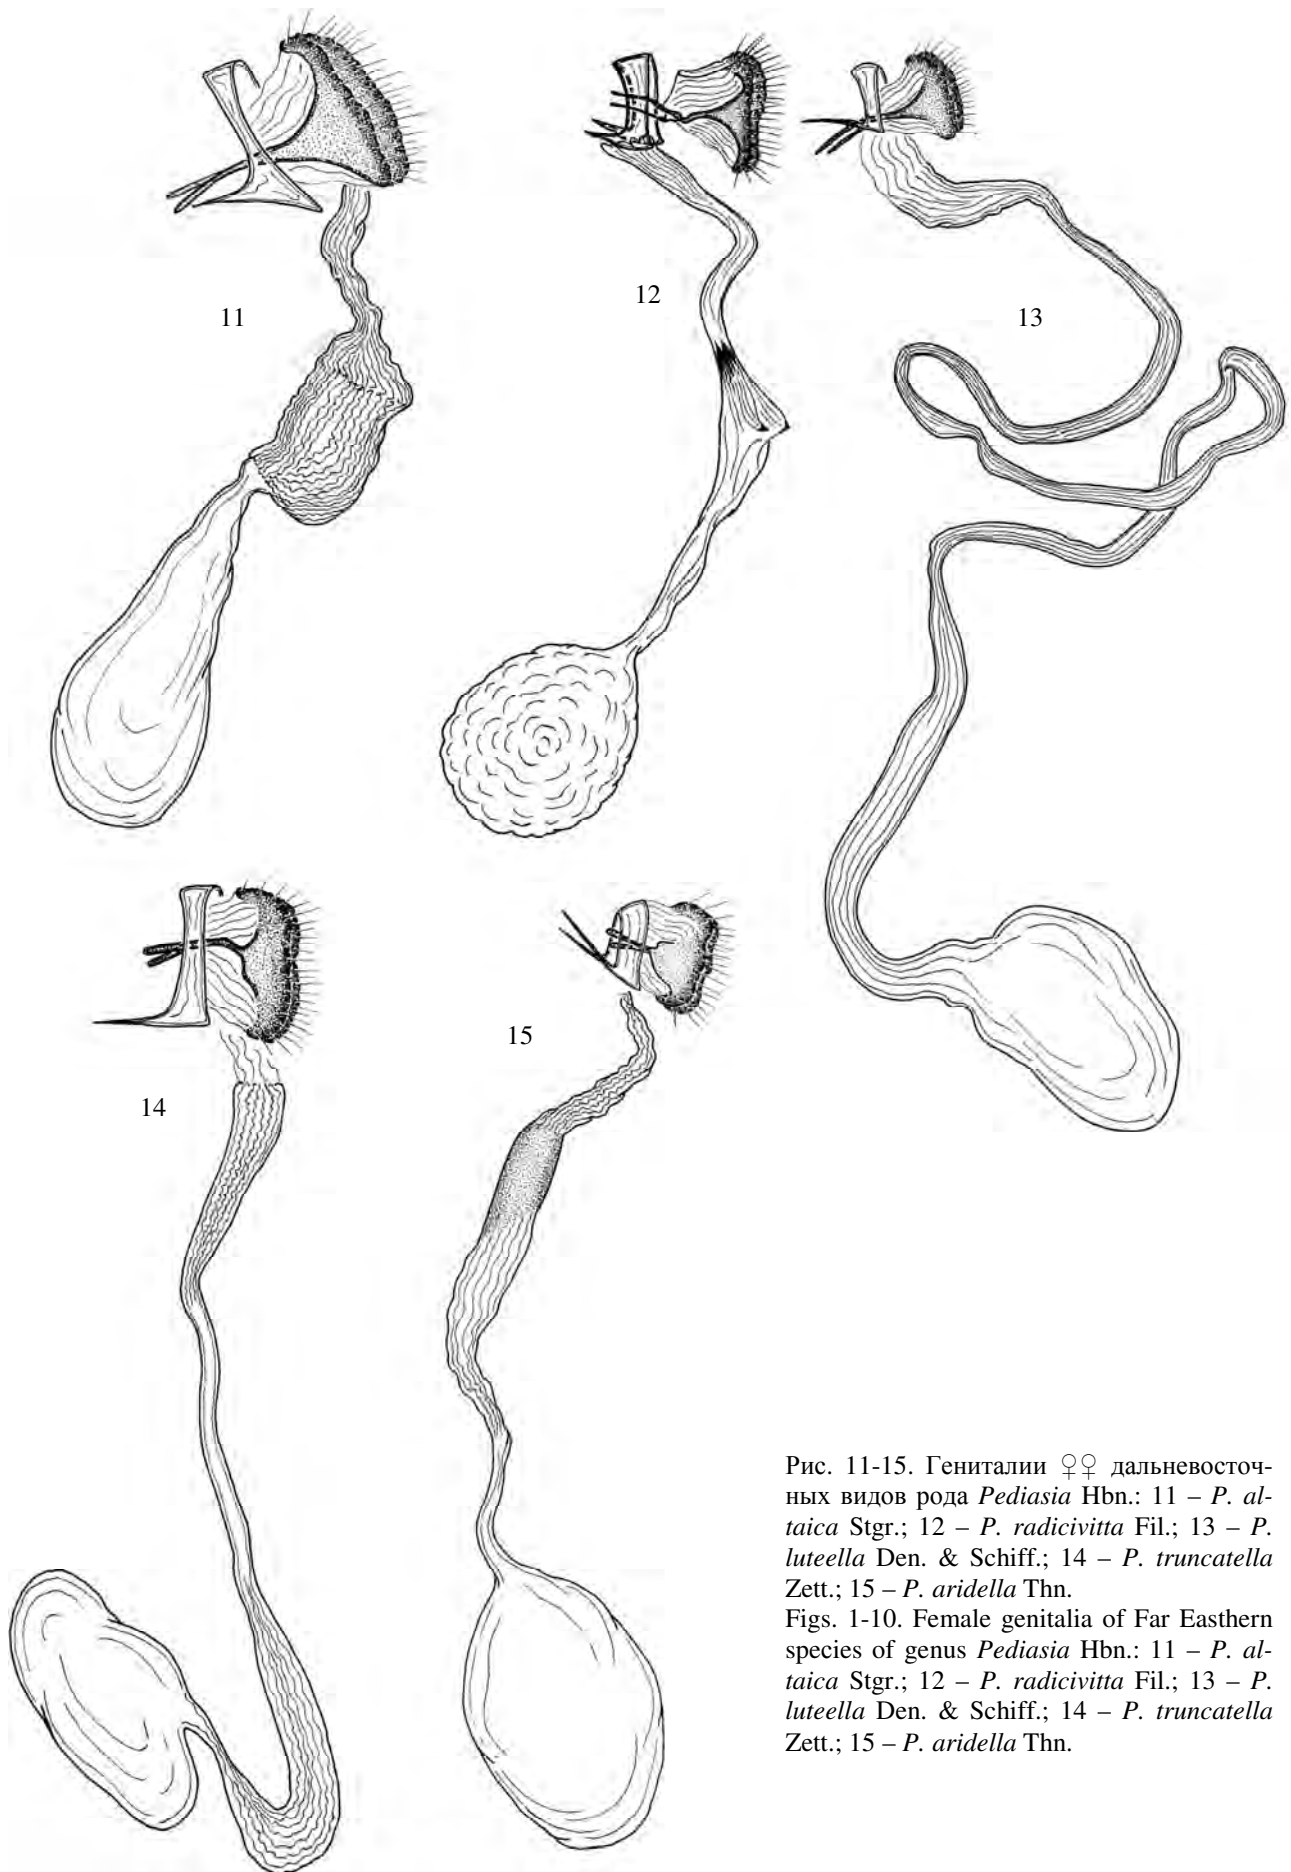 11
12
13
14
15
Рис. 11-15. Гениталии ♀♀ дальневосточ-
ных видов рода Pediasia Hbn.: 11 – P. al-
taica Stgr.; 12 – P. radicivitta Fil.; 13 – P.
luteella Den. & Schiff.; 14 – P. truncatella
Zett.; 15 – P. aridella Thn.
Figs. 1-10. Female genitalia of Far Easthern
species of genus Pediasia Hbn.: 11 – P. al-
taica Stgr.; 12 – P. radicivitta Fil.; 13 – P.
luteella Den. & Schiff.; 14 – P. truncatella
Zett.; 15 – P. aridella Thn.